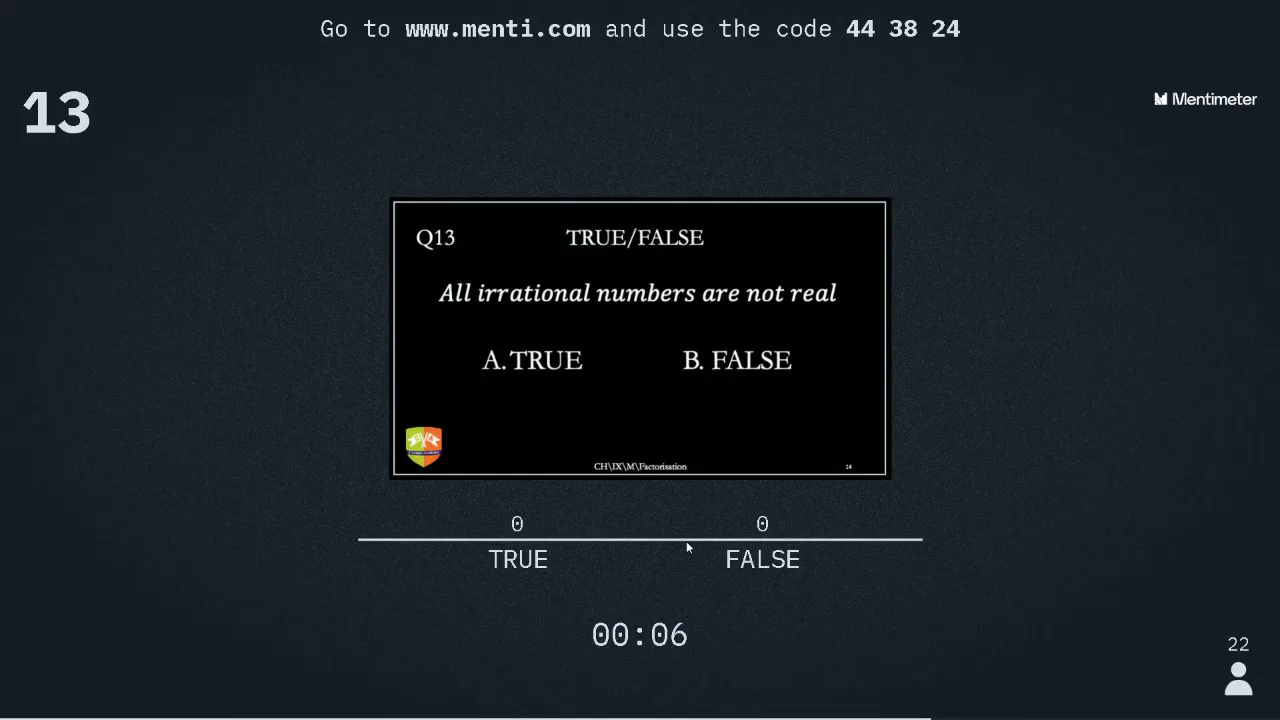 Go to www.menti.com and use the code 44 38 24
13
Mentimeter
Q13 TRUE/FALSE
All irrational numbers are not real
A. TRUE B. FALSE
CH\IX\M\Factorisation 14
0 0
TRUE FALSE
00:06
22